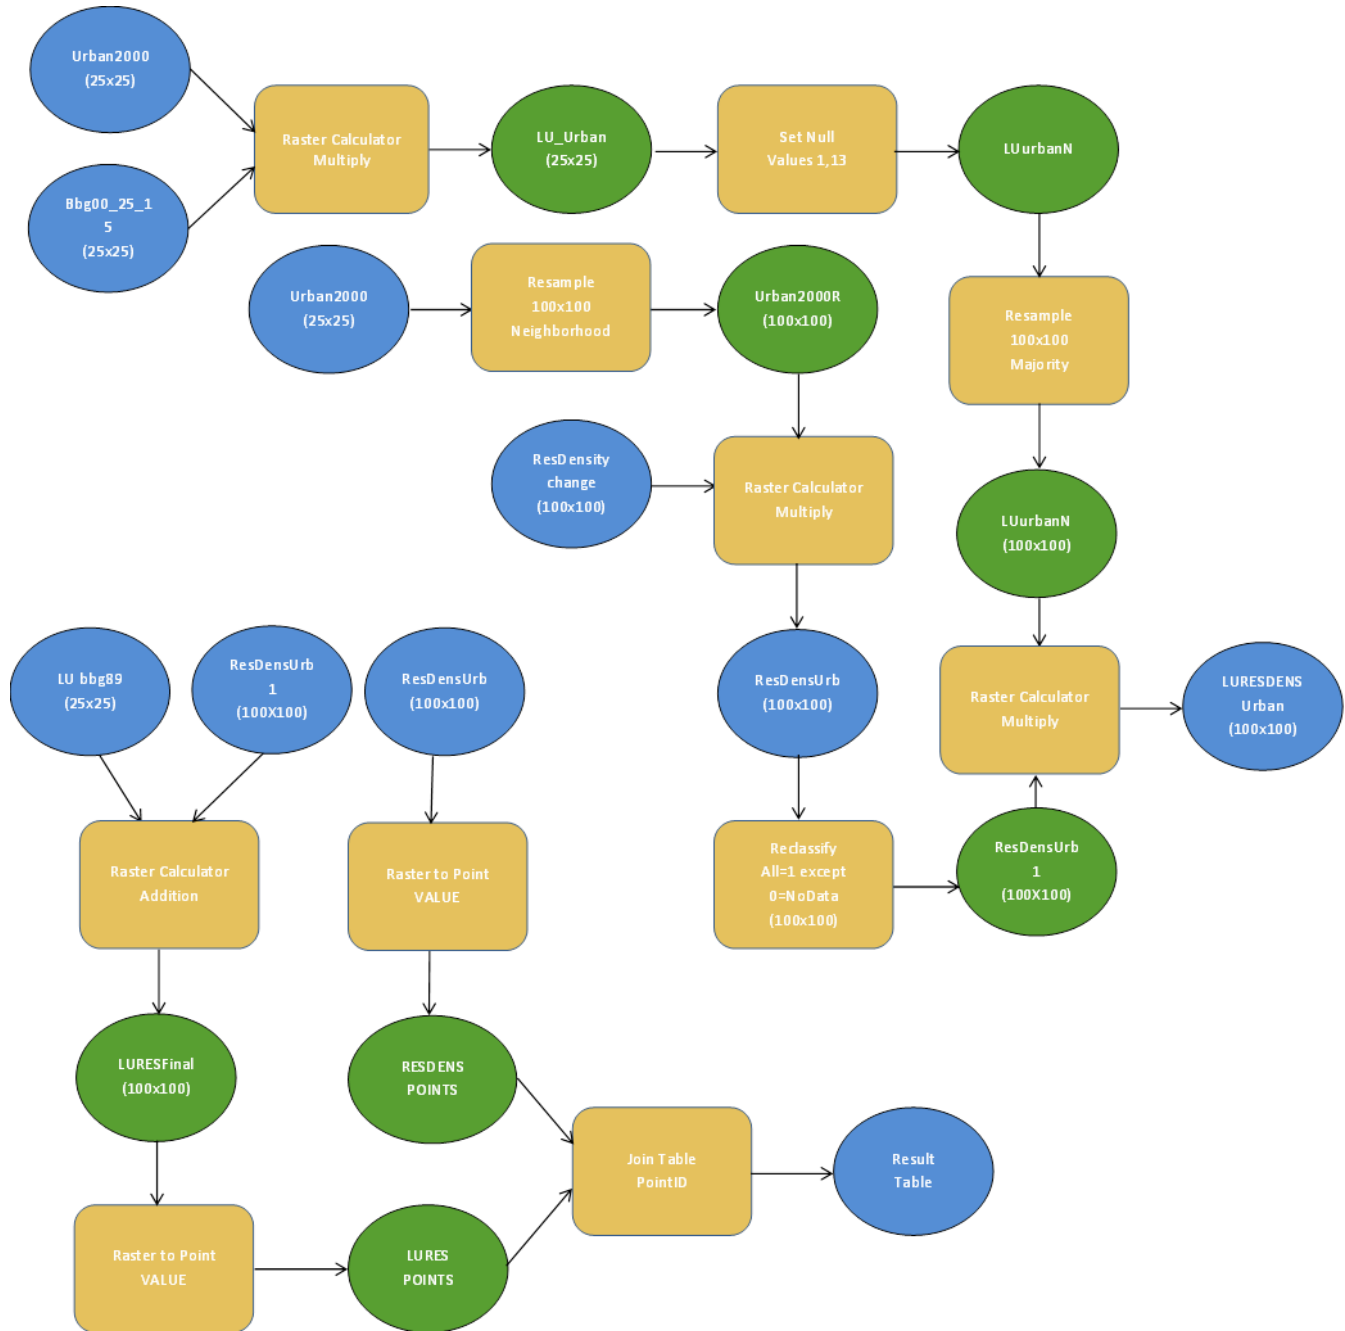 Urban2000
(25x25)
Raster Calculator
Multiply
LU_Urban
(25x25)
Set Null
Values 1,13
LUurbanN
Bbg00_25_1
5
(25x25)
Urban2000
(25x25)
Resample
100x100
Neighborhood
Urban2000R
(100x100)
Resample
100x100
Majority
ResDensity
change
(100x100)
Raster Calculator
Multiply
LUurbanN
(100x100)
LU bbg89
(25x25)
ResDensUrb
1
(100X100)
ResDensUrb
(100x100)
ResDensUrb
(100x100)
Raster Calculator
Multiply
LURESDENS
Urban
(100x100)
Raster Calculator
Addition
Raster to Point
VALUE
Reclassify
All=1 except
0=NoData
(100x100)
ResDensUrb
1
(100X100)
LURESFinal
(100x100)
RESDENS
POINTS
Join Table
PointID
Result
Table
Raster to Point
VALUE
LURES
POINTS